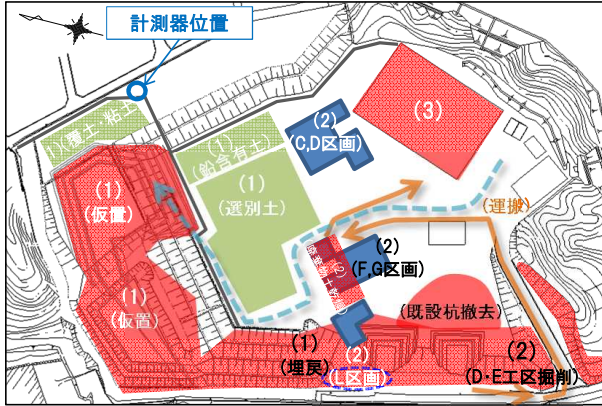 計測器位置
(1)(覆土・粘土)
(1)
(鉛含有土)
(2)
(C,D区画)
(3)
(1)
(仮置)
(1)
(選別土)
(運搬)
(2)
(F,G区画)
(2)
(1)
(仮置)
(既設杭撤去)
(1)
(埋戻)
(2)
(L区画)
(2)
(D・E工区掘削)